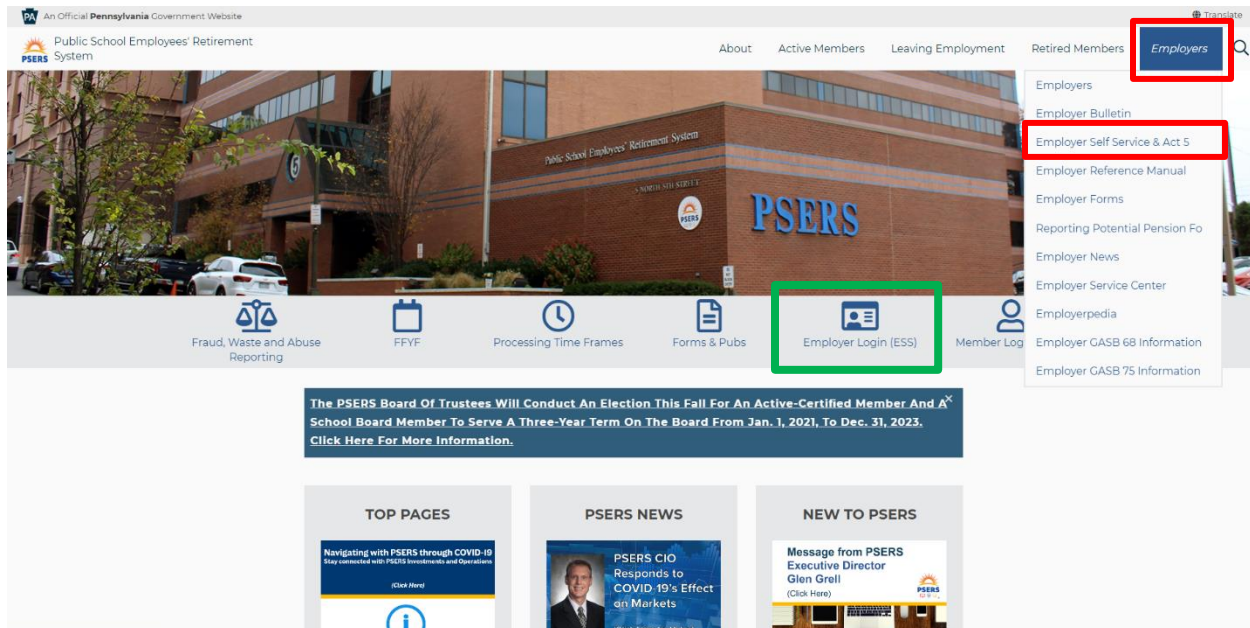 PA An Official Pennsylvania Government Website
Translate
PSERS
Public School Employees' Retirement
System
About
Active Members
Leaving Employment
Retired Members
Employers
Employers
Employer Bulletin
Employer Self Service & Act 5
Employer Reference Manual
Employer Forms
Reporting Potential Pension Fo
Employer News
Employer Service Center
Employerpedia
Employer GASB 68 Information
Employer GASB 75 Information
5
Public School Employees' Retirement System
5 NORTH 5TH STREET
PSERS
PSERS
Fraud, Waste and Abuse
Reporting
FFYF
Processing Time Frames
Forms & Pubs
Employer Login (ESS)
Member Log
The PSERS Board Of Trustees Will Conduct An Election This Fall For An Active-Certified Member And A
School Board Member To Serve A Three-Year Term On The Board From Jan. 1, 2021, To Dec. 31, 2023.
Click Here For More Information.
TOP PAGES
Navigating with PSERS through COVID-19
Stay connected with PSERS Investments and Operations
(Click Here)
PSERS NEWS
PSERS CIO
Responds to
COVID-19's Effect
on Markets
NEW TO PSERS
Message from PSERS
Executive Director
Glen Grell
(Click Here)
PSERS